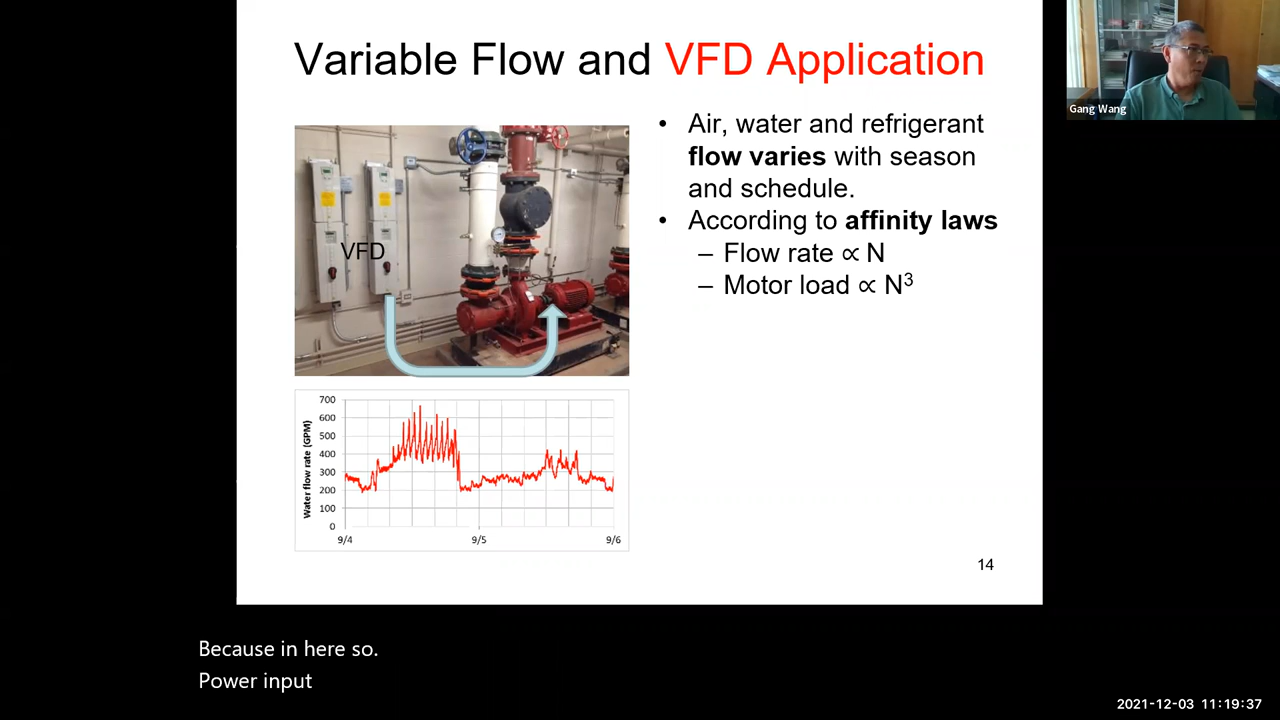 Variable Flow and VFD Application
Gang Wang
• Air, water and refrigerant
flow varies with season
and schedule.
• According to affinity laws
– Flow rate ∝ N
– Motor load ∝ N³
VFD
Water flow rate (GPM)
700
600
500
400
300
200
100
0
9/4
9/5
9/6
14
Because in here so.
Power input
2021-12-03 11:19:37